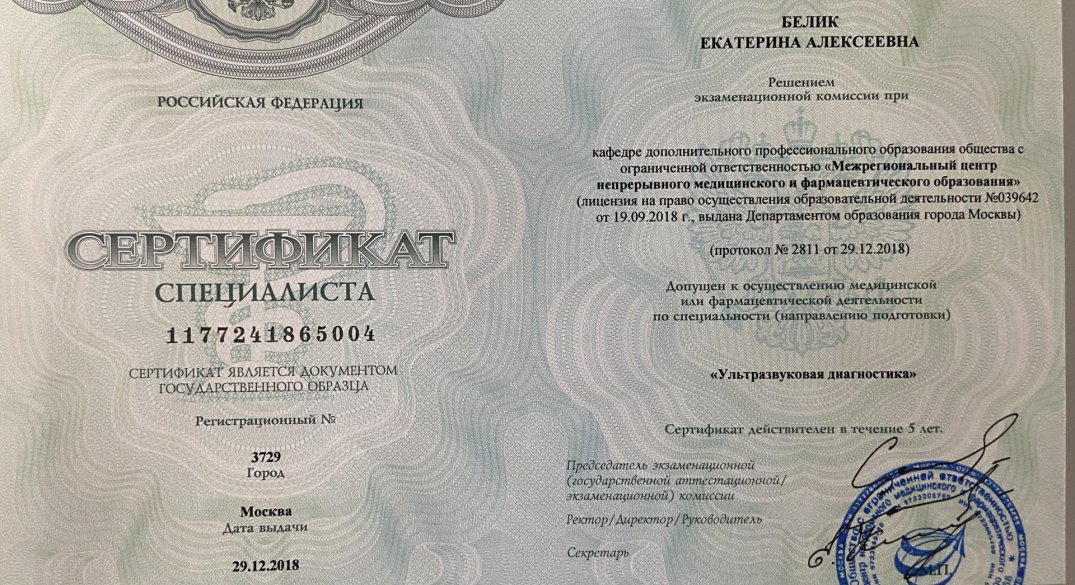 РОССИЙСКАЯ ФЕДЕРАЦИЯ
СЕРТИФИКАТ
СПЕЦИАЛИСТА
1177241865004
СЕРТИФИКАТ ЯВЛЯЕТСЯ ДОКУМЕНТОМ
ГОСУДАРСТВЕННОГО ОБРАЗЦА
Регистрационный №
3729
Город
Москва
Дата выдачи
29.12.2018
БЕЛИК
ЕКАТЕРИНА АЛЕКСЕЕВНА
Решением
экзаменационной комиссии при
кафедре дополнительного профессионального образования общества с
ограниченной ответственностью «Межрегиональный центр
непрерывного медицинского и фармацевтического образования»
(лицензия на право осуществления образовательной деятельности №039642
от 19.09.2018 г., выдана Департаментом образования города Москвы)
(протокол № 2811 от 29.12.2018)
Допущен к осуществлению медицинской
или фармацевтической деятельности
по специальности (направлению подготовки)
«Ультразвуковая диагностика»
Сертификат действителен в течение 5 лет.
Председатель экзаменационной
(государственной аттестационной/
экзаменационной) комиссии
Ректор/Директор/Руководитель
Секретарь
М.П.